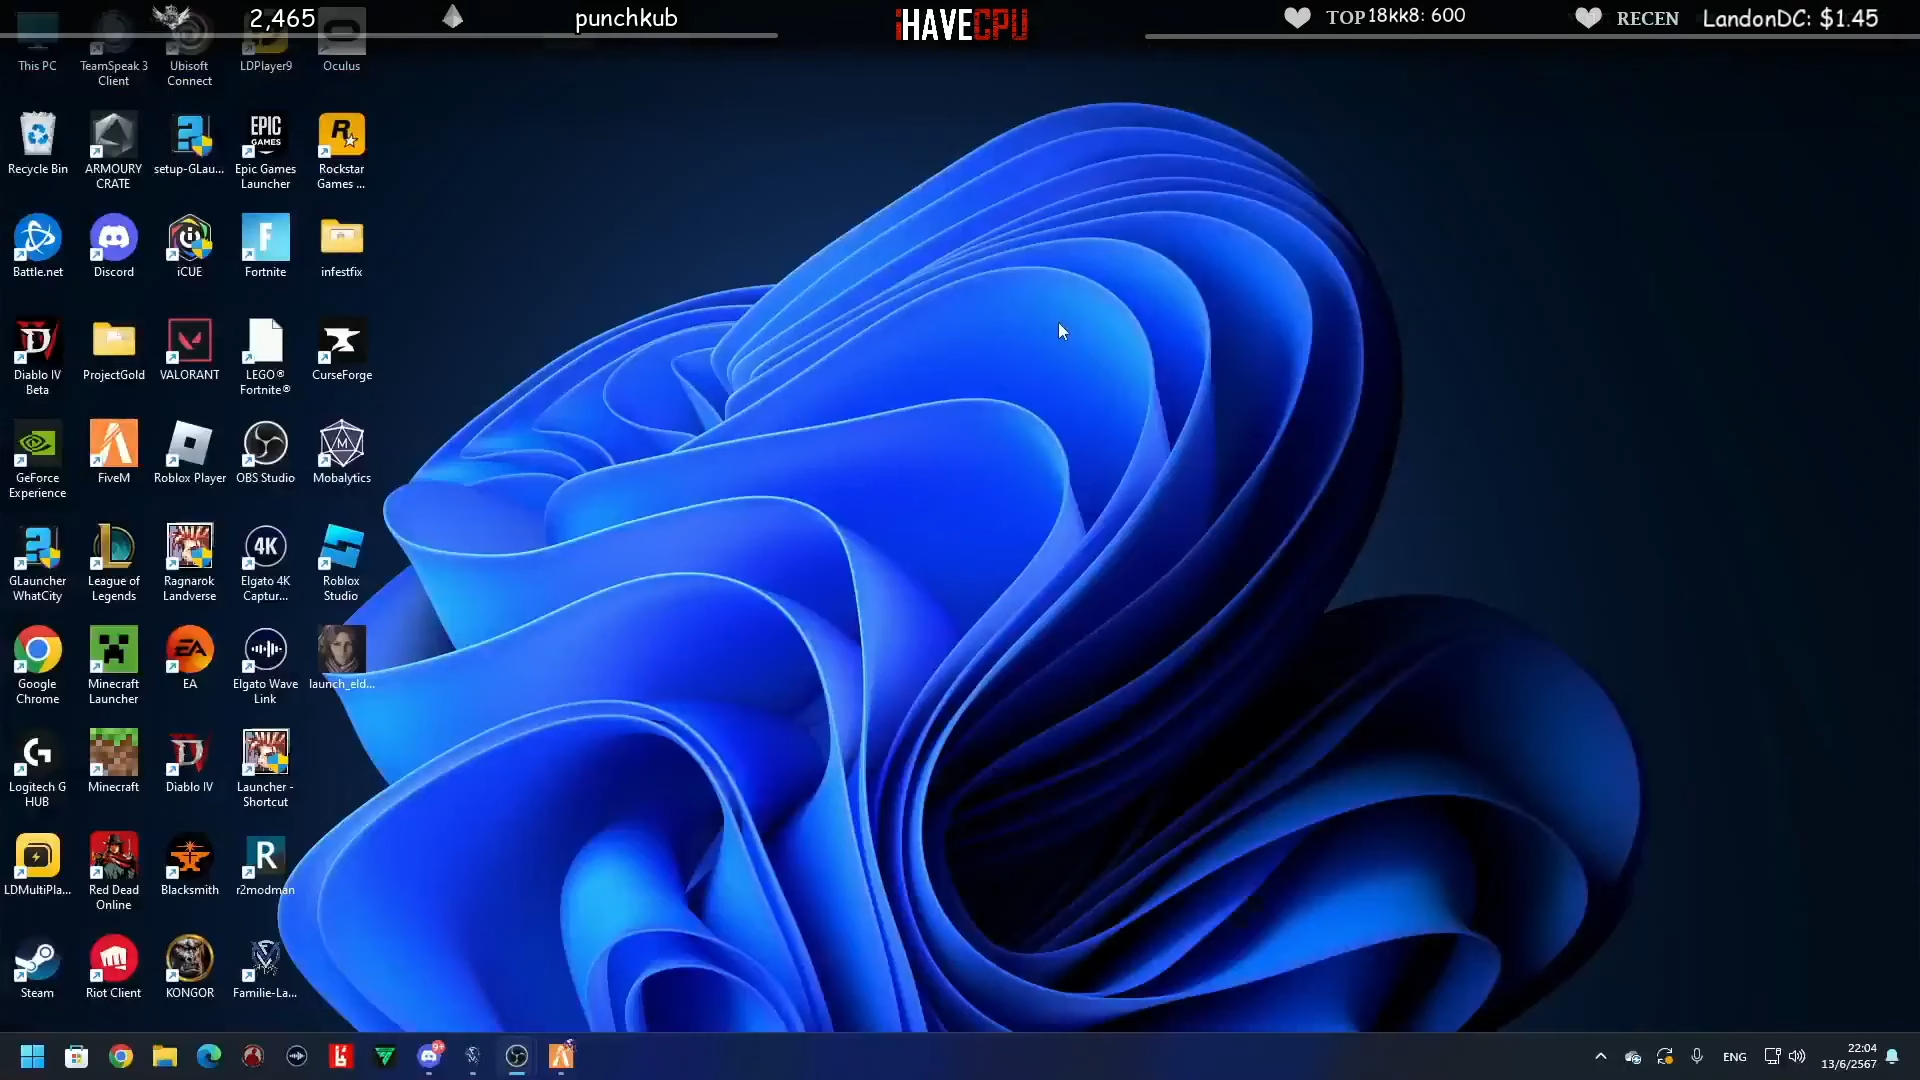 2,465
punchkub
iHAVECPU
TOP 18kk8: 600
RECEN LandonDC: $1.45
This PC
TeamSpeak 3
Client
Ubisoft
Connect
LDPlayer9
Oculus
EPIC
GAMES
Recycle Bin
ARMOURY
CRATE
setup-GLau...
Epic Games
Launcher
Rockstar
Games ...
Battle.net
Discord
iCUE
Fortnite
infestfix
Diablo IV
Beta
ProjectGold
VALORANT
LEGO®
Fortnite®
CurseForge
GeForce
Experience
FiveM
Roblox Player
OBS Studio
Mobalytics
4K
GLauncher
WhatCity
League of
Legends
Ragnarok
Landverse
Elgato 4K
Captur...
Roblox
Studio
EA
Google
Chrome
Minecraft
Launcher
EA
Elgato Wave
Link
launch_eld...
Logitech G
HUB
Minecraft
Diablo IV
Launcher -
Shortcut
LDMultiPla...
Red Dead
Online
Blacksmith
r2modman
Steam
Riot Client
KONGOR
Familie-La...
9+
ENG
22:04
13/6/2567